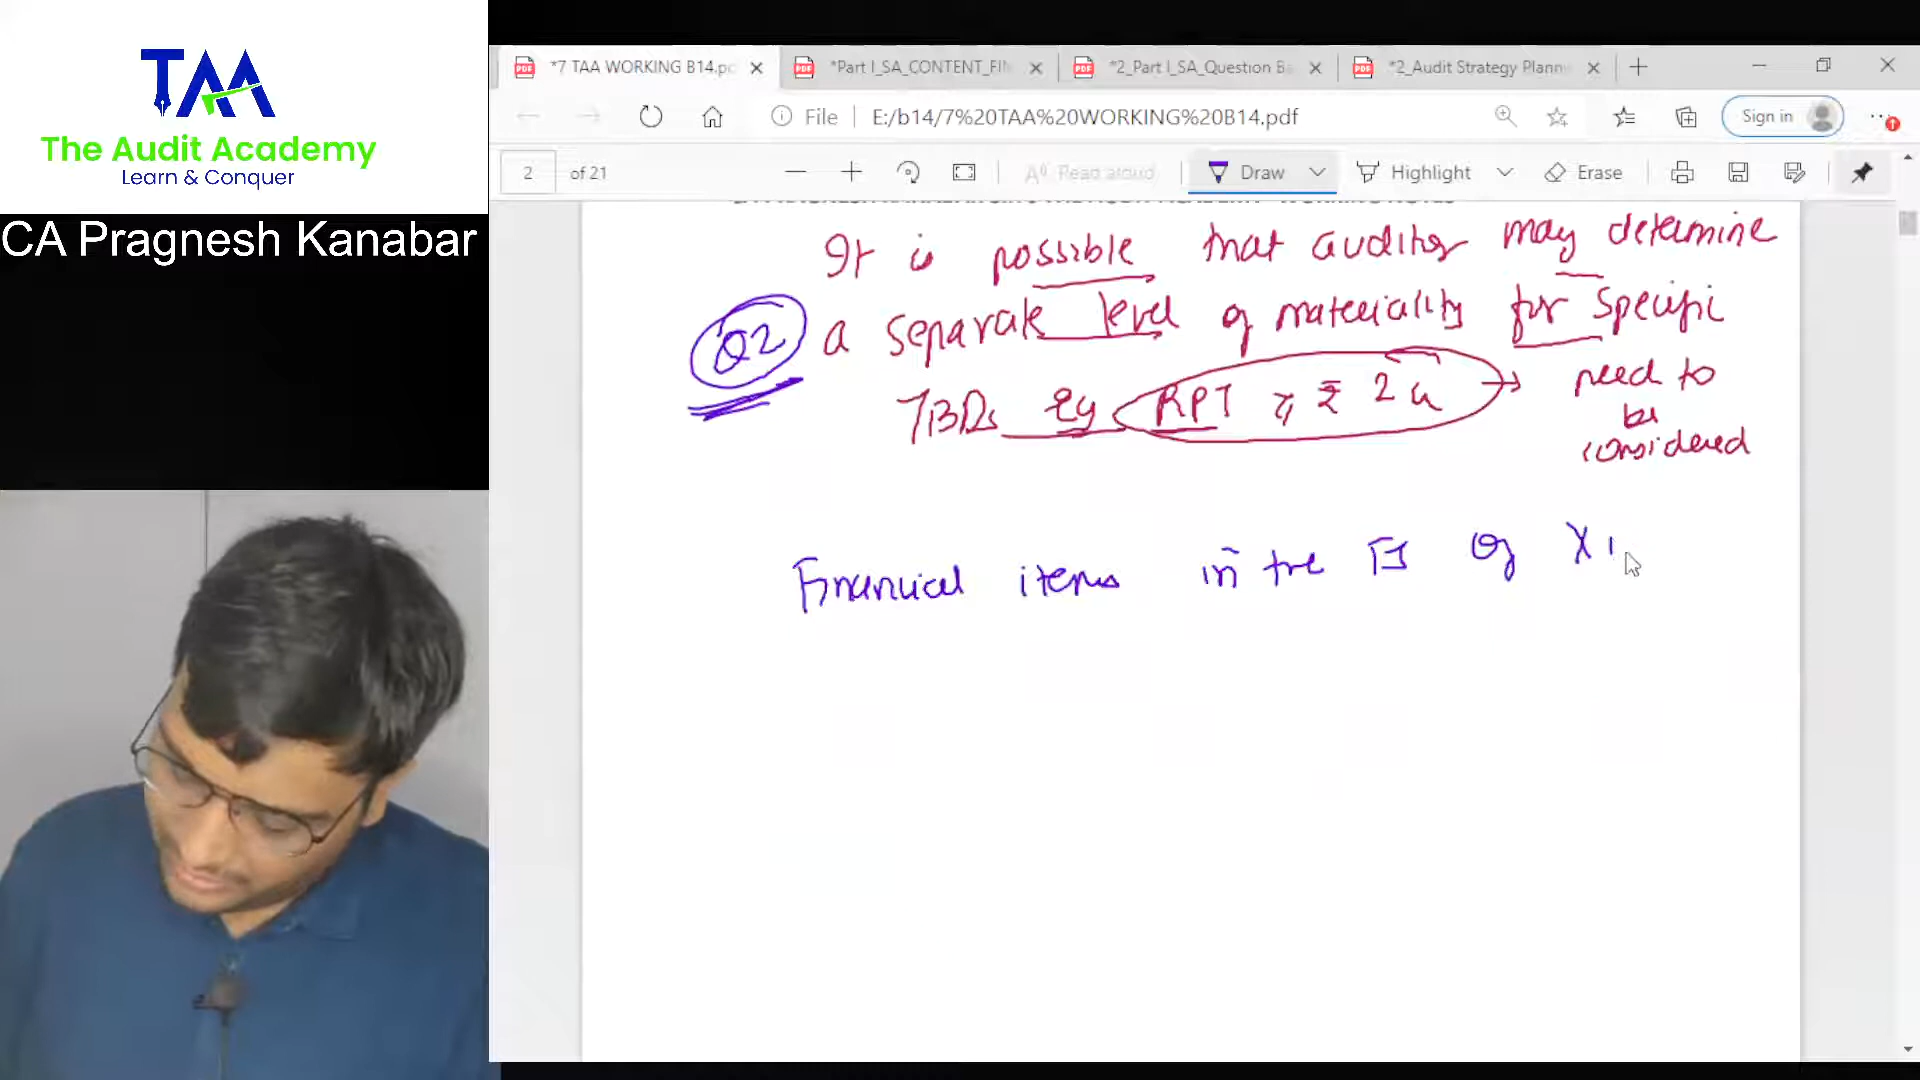 TAA
The Audit Academy
Learn & Conquer
CA Pragnesh Kanabar
*7 TAA WORKING B14.pc
*Part I_SA_CONTENT_FIN
*2_Part I_SA_Question Ba
*2_Audit Strategy Planni
File E:/b14/7%20TAA%20WORKING%20B14.pdf
Sign in
2 of 21
Read aloud
Draw
Highlight
Erase
It is possible that auditor may determine
Q2
a separate level of materiality for specific
TBDs eg RPT ≥ ₹ 2 → need to
be
considered
Financial items in the FS of X